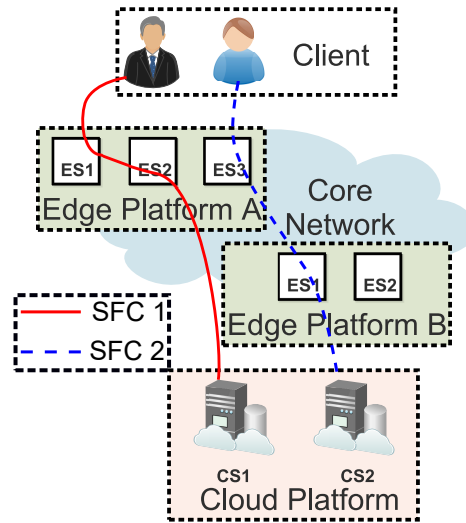 Client
ES1 ES2 ES3
Edge Platform A
Core
Network
ES1 ES2
Edge Platform B
SFC 1
SFC 2
CS1 CS2
Cloud Platform